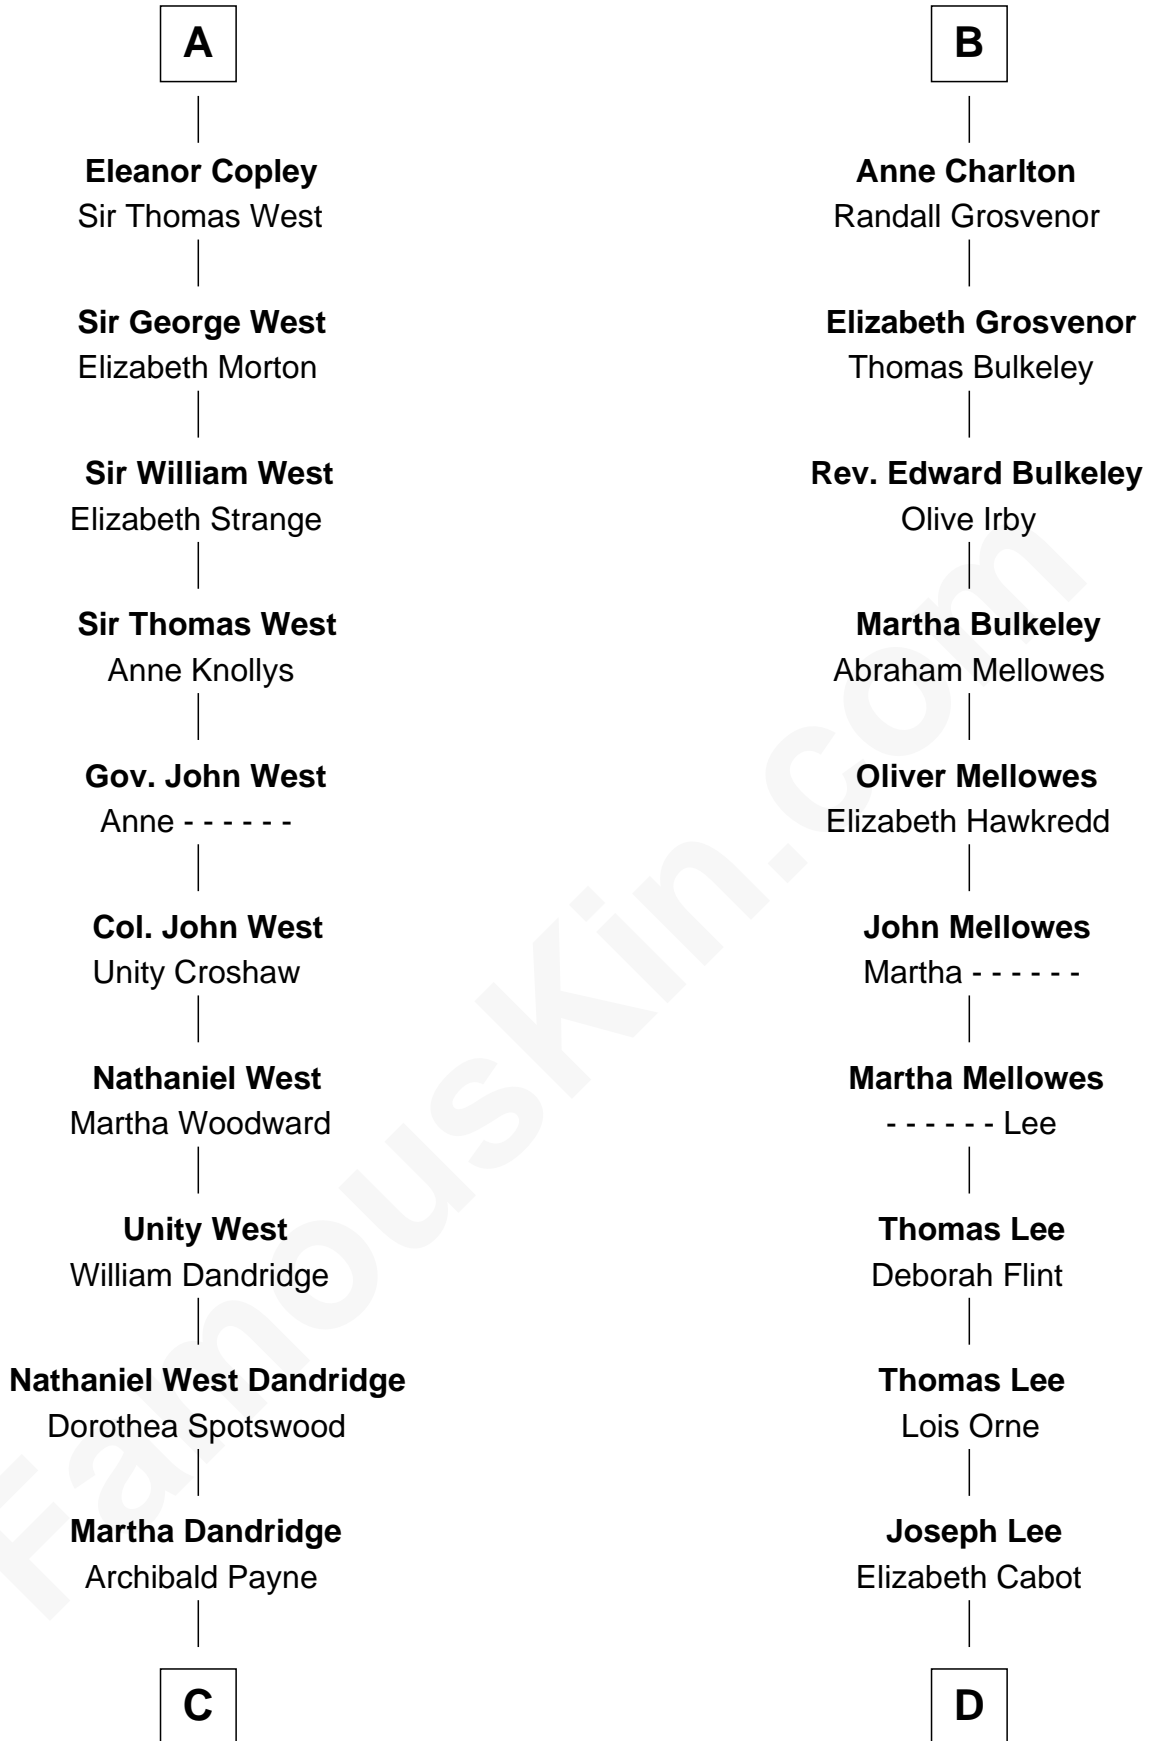 A
Eleanor Copley
Sir Thomas West
Sir George West
Elizabeth Morton
Sir William West
Elizabeth Strange
Sir Thomas West
Anne Knollys
Gov. John West
Anne - - - - - -
Col. John West
Unity Croshaw
Nathaniel West
Martha Woodward
Unity West
William Dandridge
Nathaniel West Dandridge
Dorothea Spotswood
Martha Dandridge
Archibald Payne
C
B
Anne Charlton
Randall Grosvenor
Elizabeth Grosvenor
Thomas Bulkeley
Rev. Edward Bulkeley
Olive Irby
Martha Bulkeley
Abraham Mellowes
Oliver Mellowes
Elizabeth Hawkredd
John Mellowes
Martha - - - - - -
Martha Mellowes
- - - - - - Lee
Thomas Lee
Deborah Flint
Thomas Lee
Lois Orne
Joseph Lee
Elizabeth Cabot
D
FamousKin.com